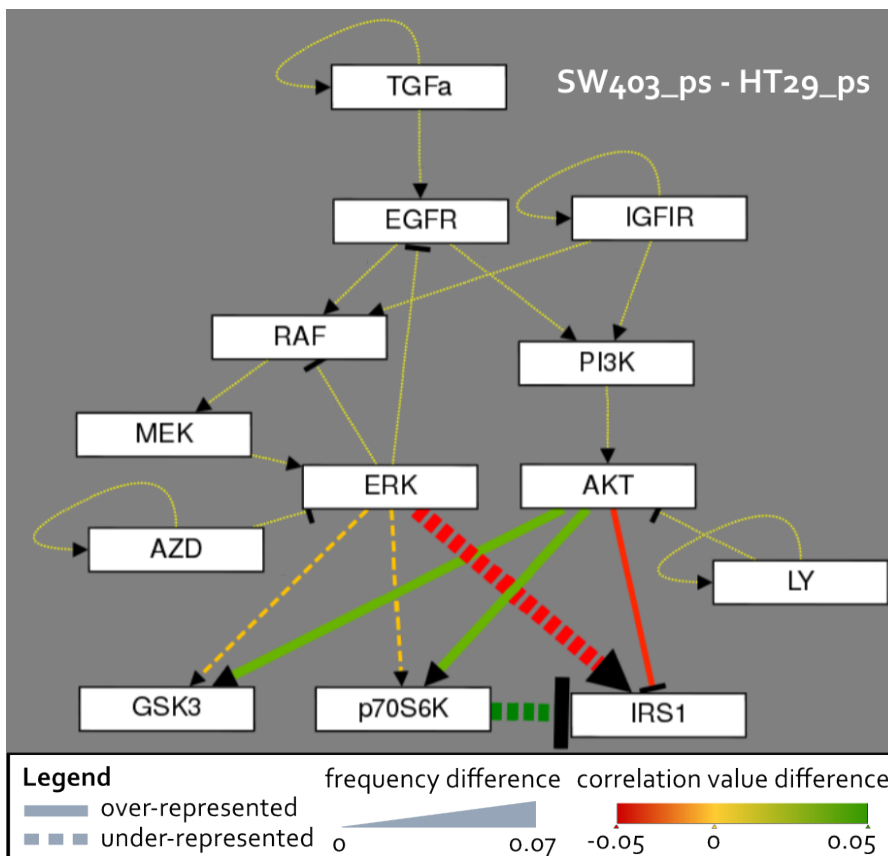 TGFa
SW403_ps - HT29_ps
EGFR
IGFIR
RAF
PI3K
MEK
ERK
AKT
AZD
LY
GSK3
p70S6K
IRS1
Legend
over-represented
under-represented
frequency difference
0
0.07
correlation value difference
-0.05
0
0.05